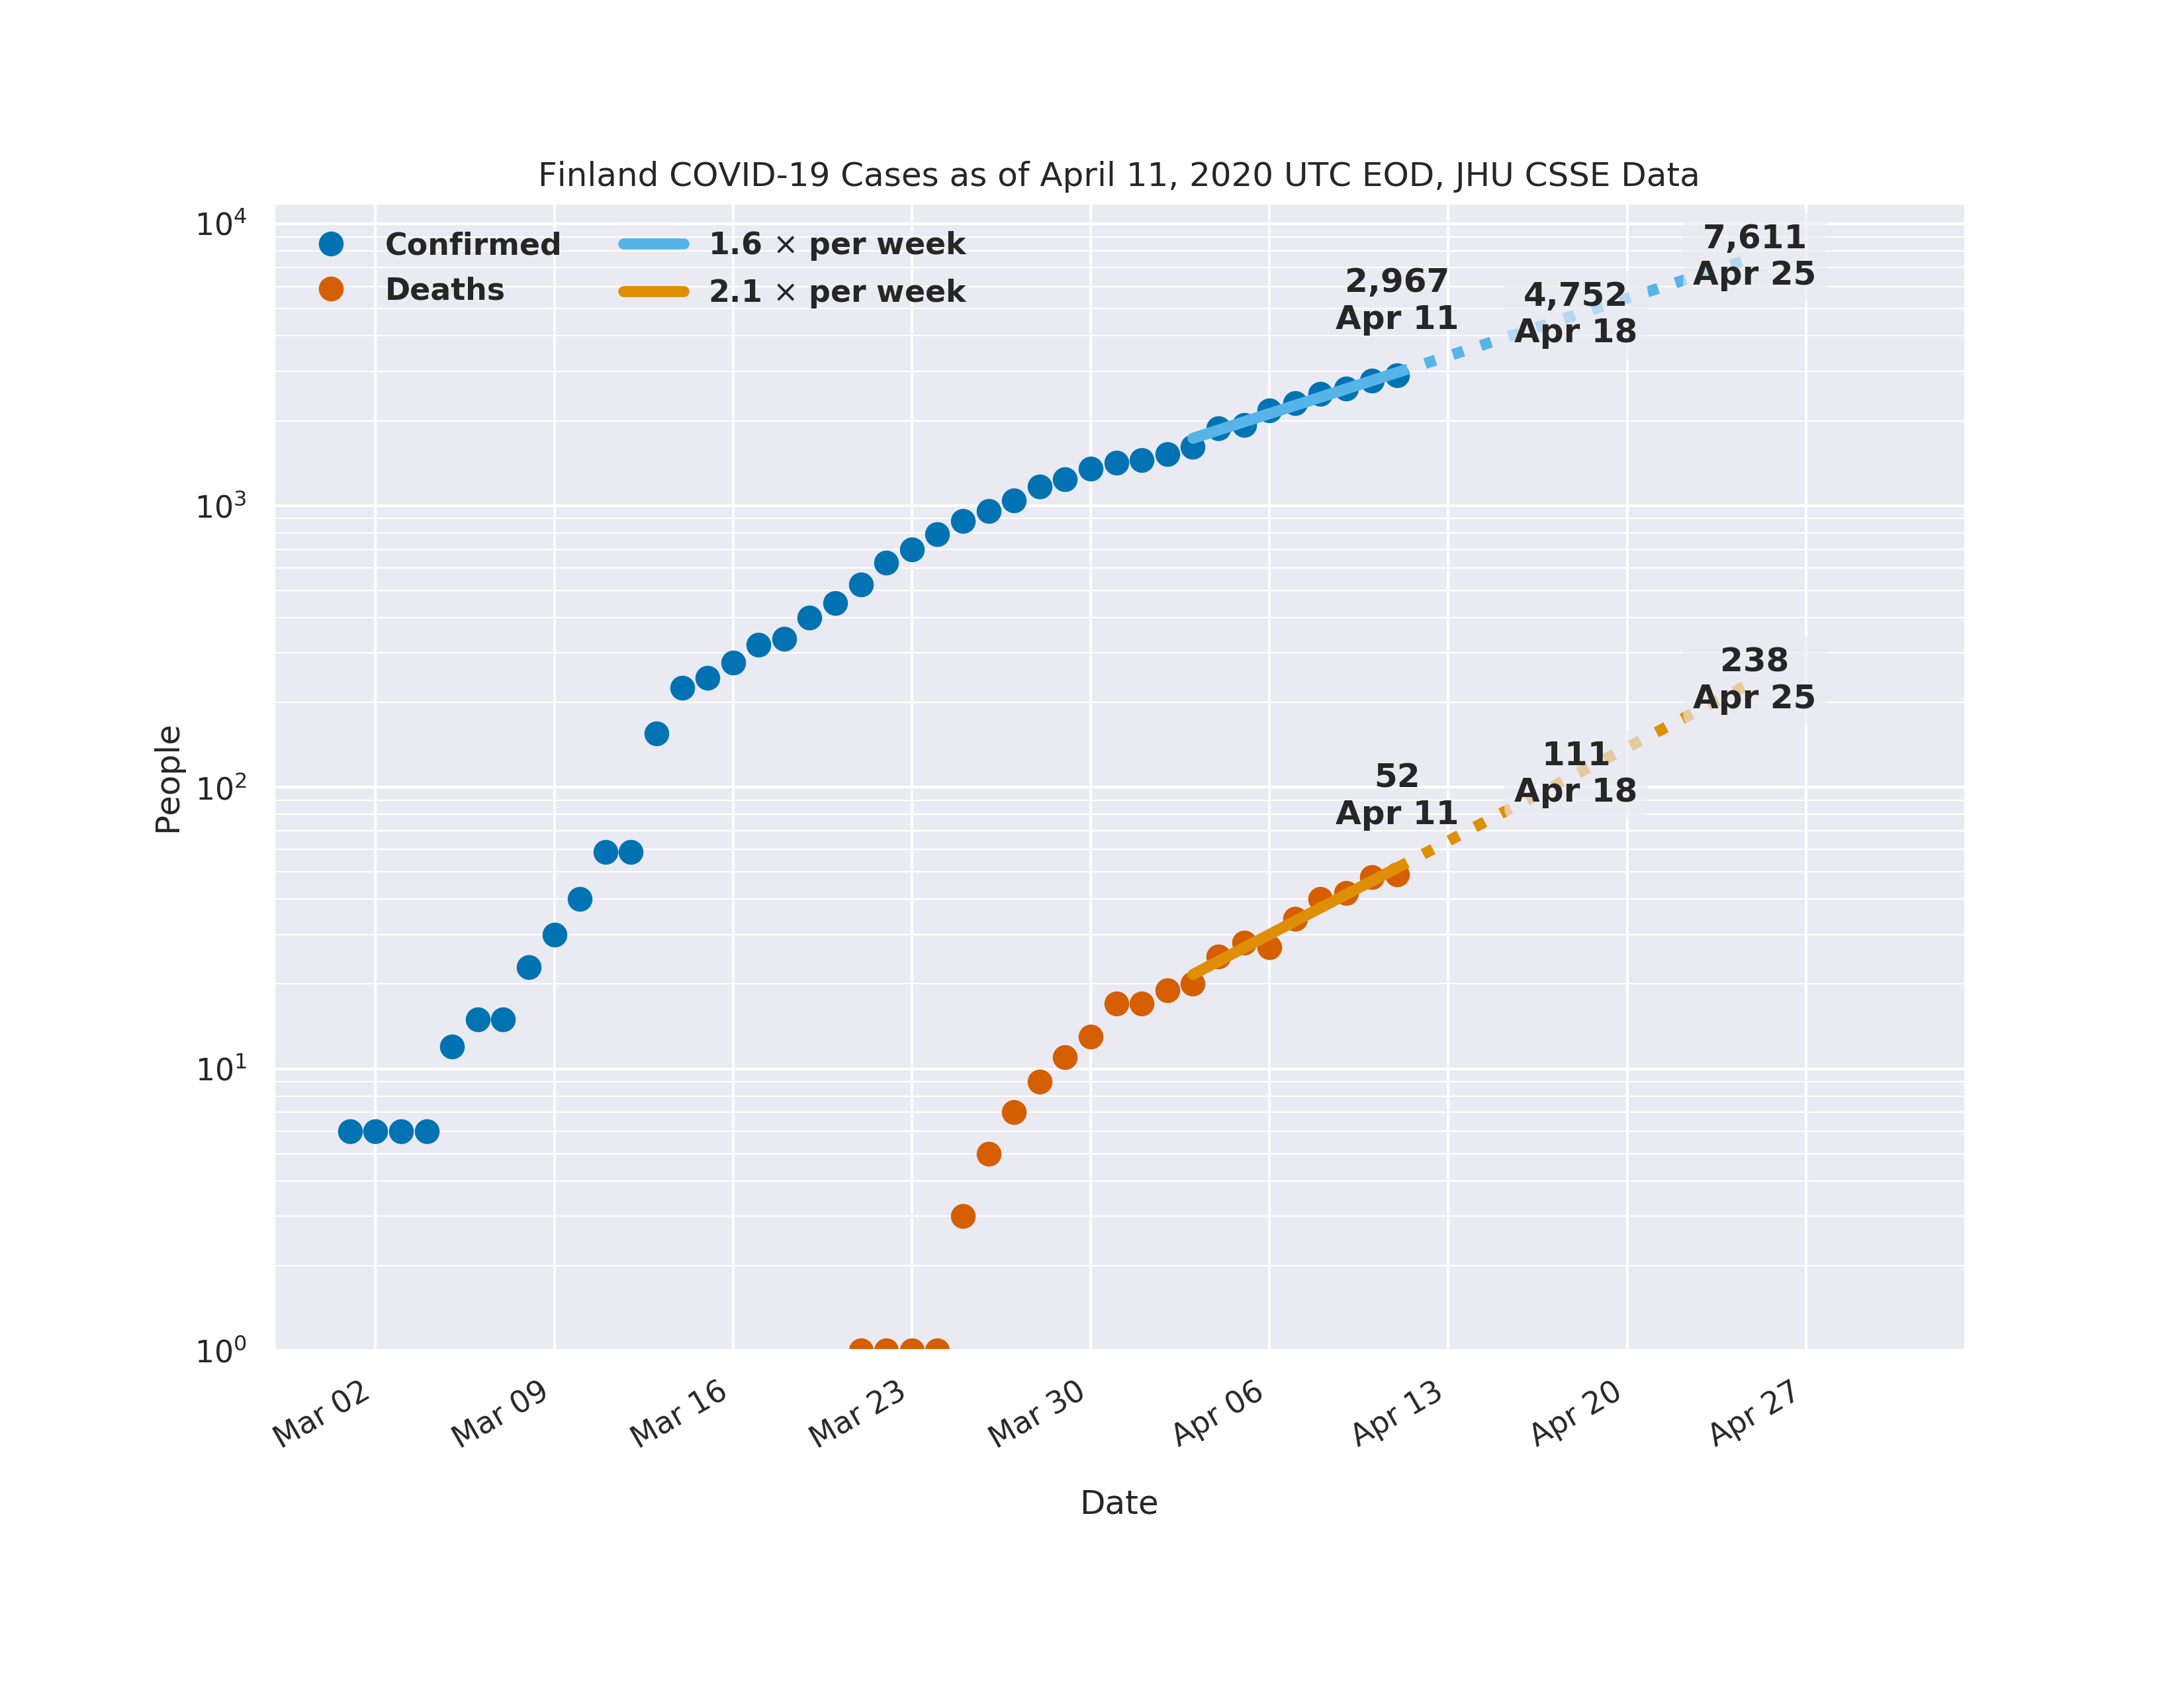 Finland COVID-19 Cases as of April 11, 2020 UTC EOD, JHU CSSE Data
Confirmed
Deaths
1.6 × per week
2.1 × per week
2,967
Apr 11
4,752
Apr 18
7,611
Apr 25
52
Apr 11
111
Apr 18
238
Apr 25
People
10⁴
10³
10²
10¹
10⁰
Mar 02
Mar 09
Mar 16
Mar 23
Mar 30
Apr 06
Apr 13
Apr 20
Apr 27
Date